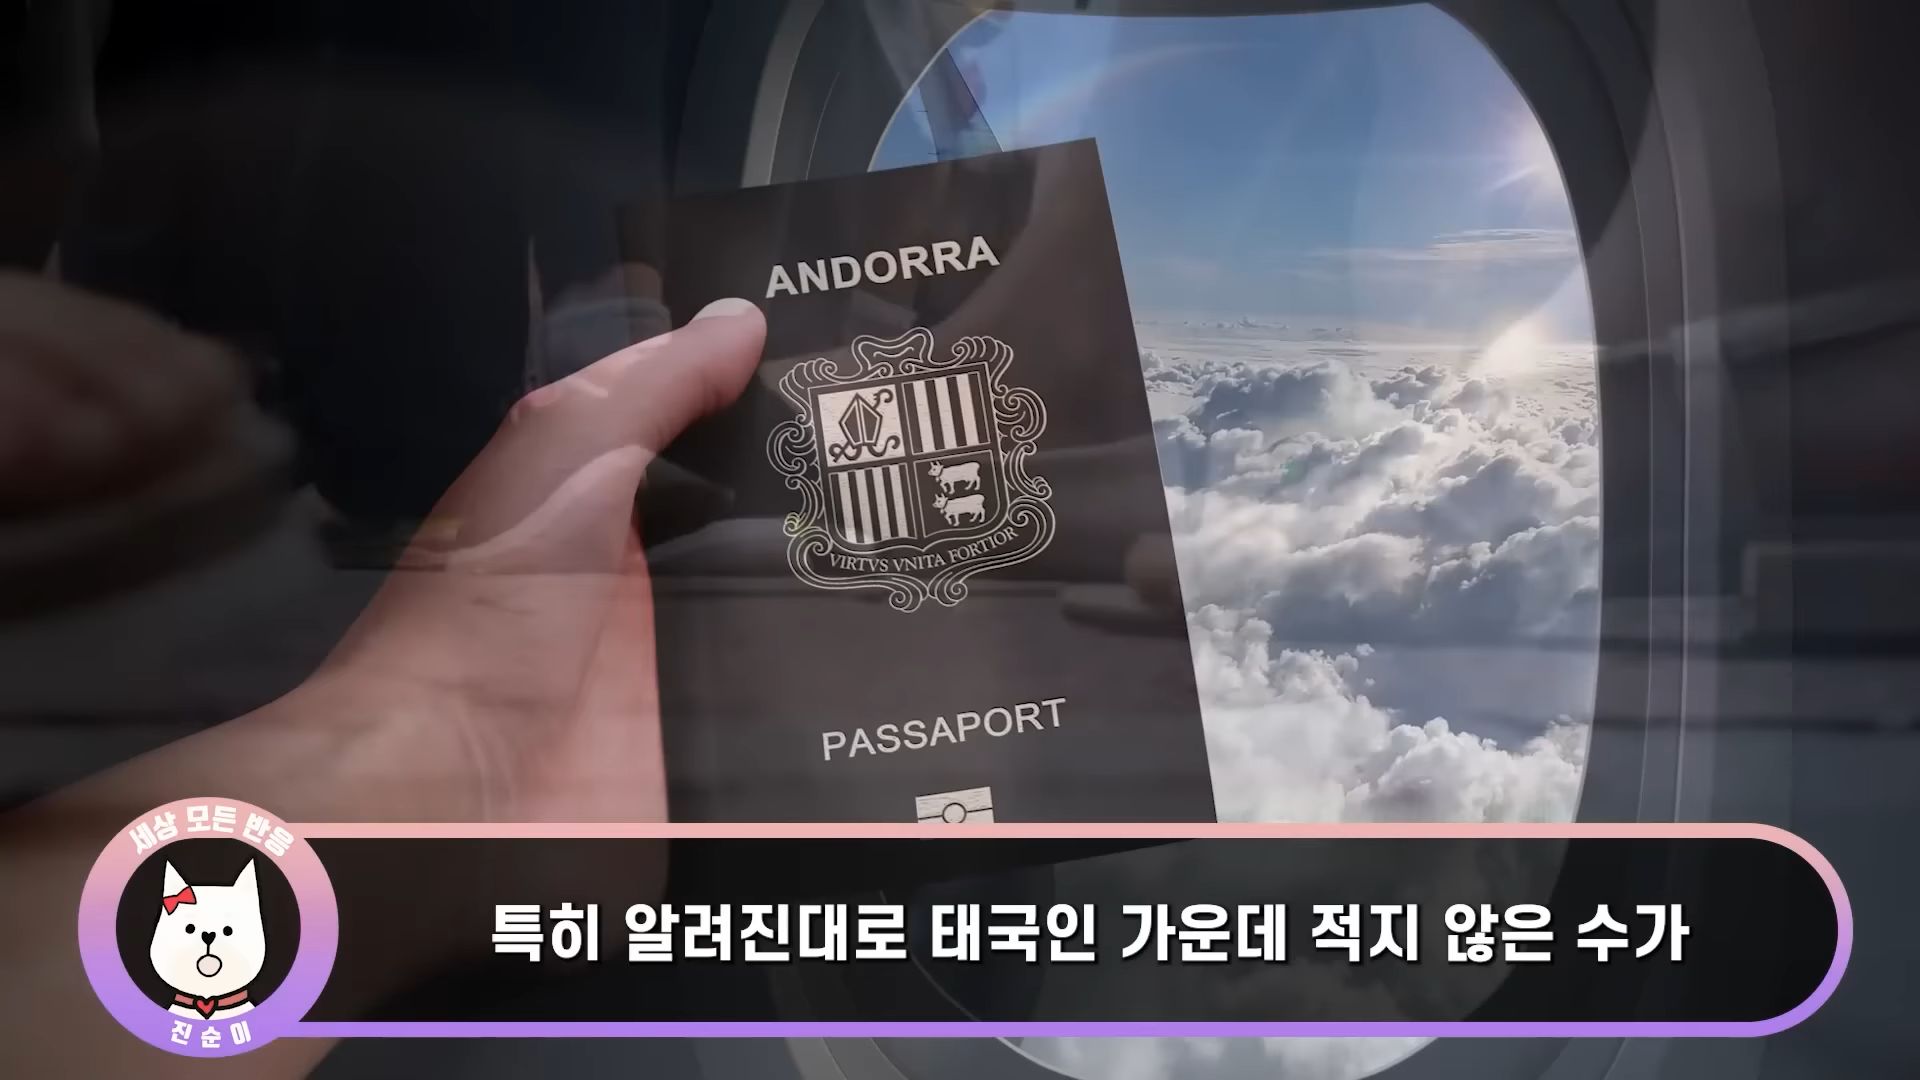 ANDORRA
VIRTVS VNITA FORTIOR
PASSAPORT
세상 모든 반응
진순이
특히 알려진대로 태국인 가운데 적지 않은 수가